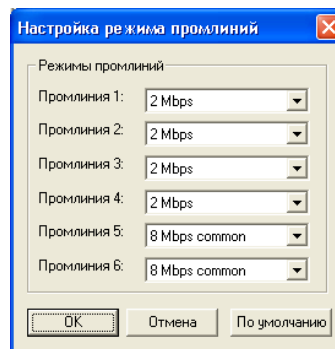 Настройка режима промлиний
Режимы промлиний
Промлиния 1: 2 Mbps
Промлиния 2: 2 Mbps
Промлиния 3: 2 Mbps
Промлиния 4: 2 Mbps
Промлиния 5: 8 Mbps common
Промлиния 6: 8 Mbps common
OK Отмена По умолчанию